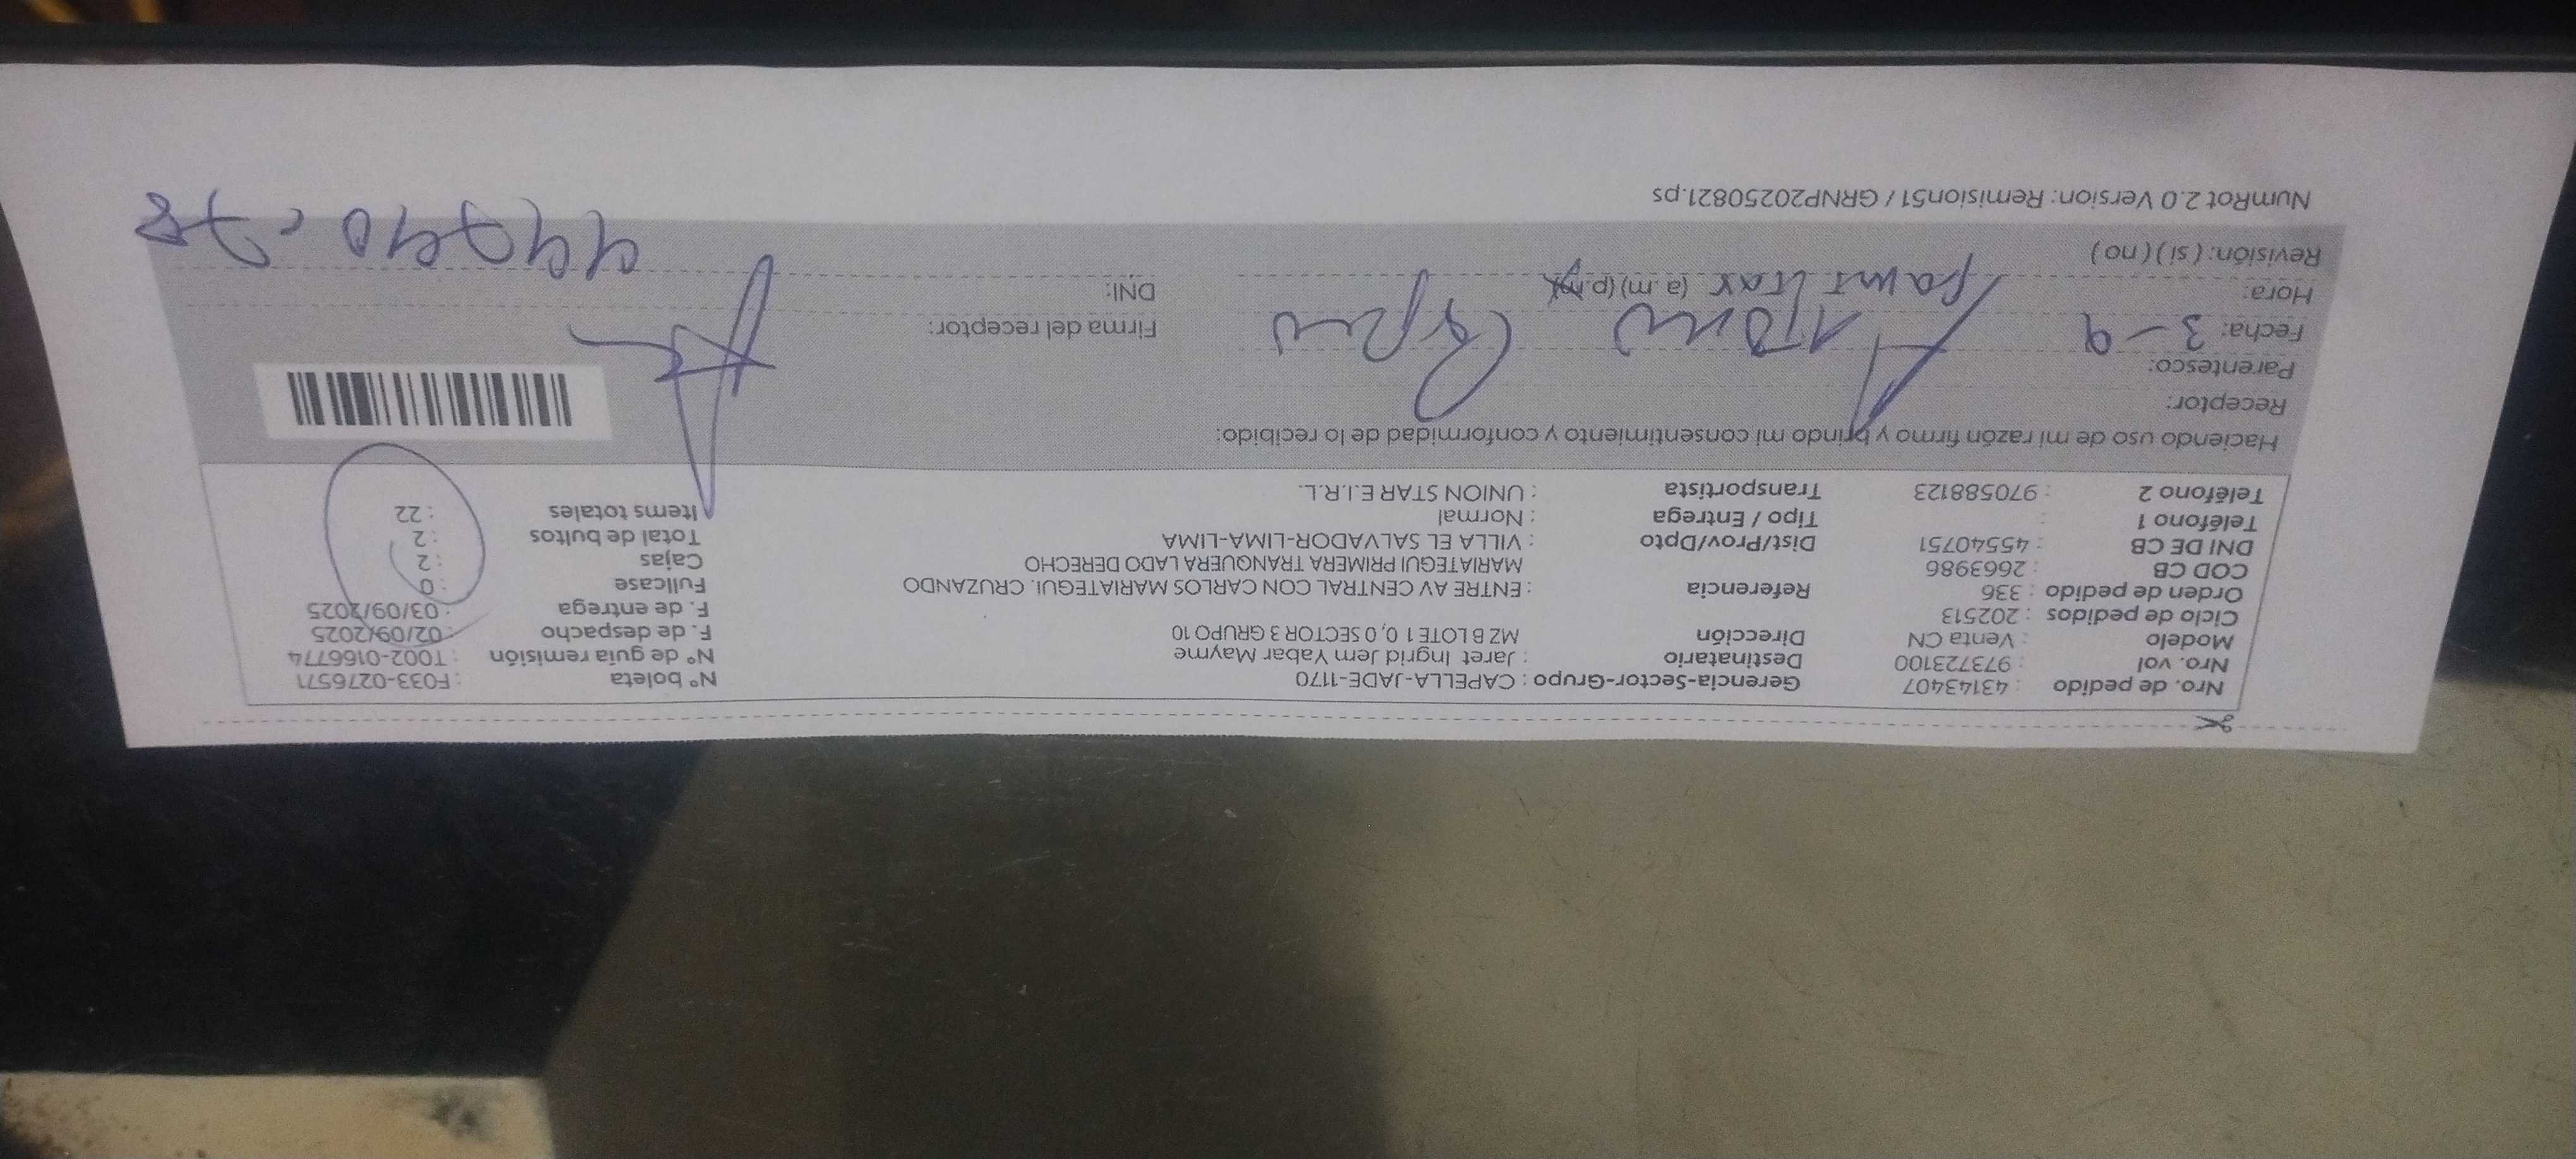 Nro. de pedido : 43143407 Gerencia-Sector-Grupo : CAPELLA-JADE-1170 N° boleta : F033-0276571
Nro. vol : 973723100 Destinatario : Jaret Ingrid Jem Yabar Mayme N° de guía remisión : T002-0166774
Modelo : Venta CN Dirección MZ B LOTE 1 0, 0 SECTOR 3 GRUPO 10 F. de despacho : 02/09/2025
Ciclo de pedidos : 202513 F. de entrega : 03/09/2025
Orden de pedido : 336 Referencia : ENTRE AV CENTRAL CON CARLOS MARIATEGUI. CRUZANDO Fullcase : 0
COD CB : 2663986 MARIATEGUI PRIMERA TRANQUERA LADO DERECHO Cajas : 2
DNI DE CB : 45540751 Dist/Prov/Dpto : VILLA EL SALVADOR-LIMA-LIMA Total de bultos : 2
Teléfono 1 : Tipo / Entrega : Normal Items totales : 22
Teléfono 2 : 970588123 Transportista : UNION STAR E.I.R.L.
Haciendo uso de mi razón firmo y brindo mi consentimiento y conformidad de lo recibido:
Receptor:
Parentesco:
Fecha: 3-9 Firma del receptor:
Hora: familiar (a.m) (p.m) DNI:
Revisión: ( si ) ( no )
NumRot 2.0 Version: Remision51 / GRNP20250821.ps